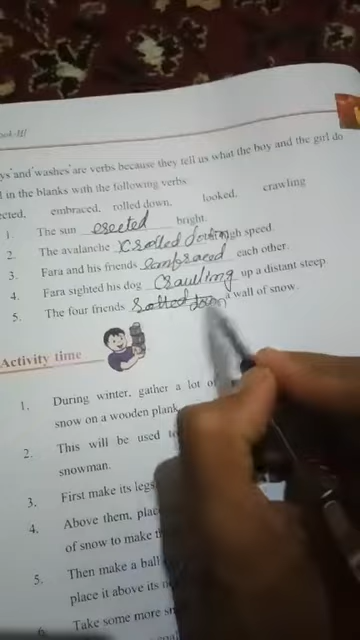 ook-III
ys' and 'washes' are verbs because they tell us what the boy and the girl do
l in the blanks with the following verbs
ected, embraced, rolled down, looked, crawling
1. The sun erected bright.
2. The avalanche rolled down high speed.
3. Fara and his friends embraced each other.
4. Fara sighted his dog Craulling up a distant steep.
5. The four friends down a wall of snow.
Activity time
1. During winter, gather a lot o
snow on a wooden plank
2. This will be used t
snowman.
3. First make its legs
4. Above them, plac
of snow to make th
5. Then make a ball
place it above its
6. Take some more sn